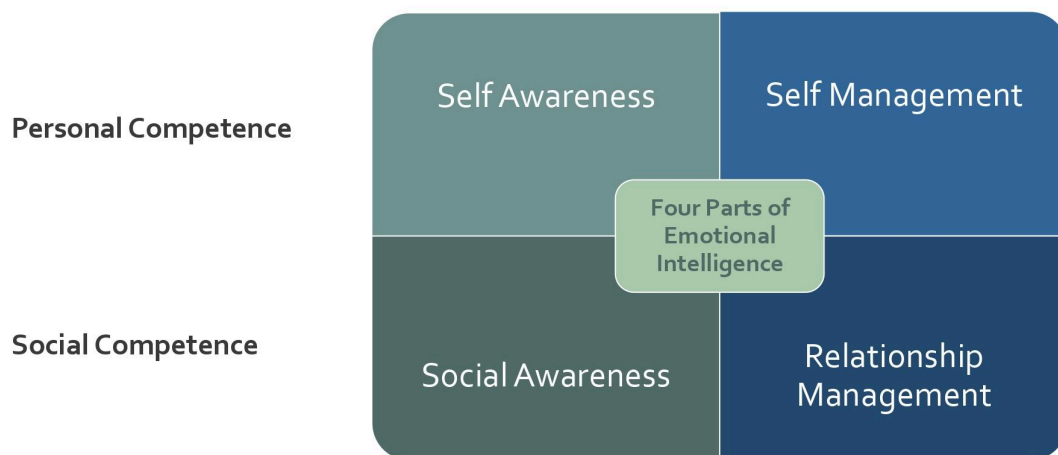 Personal Competence
Self Awareness
Self Management
Four Parts of
Emotional
Intelligence
Social Competence
Social Awareness
Relationship
Management